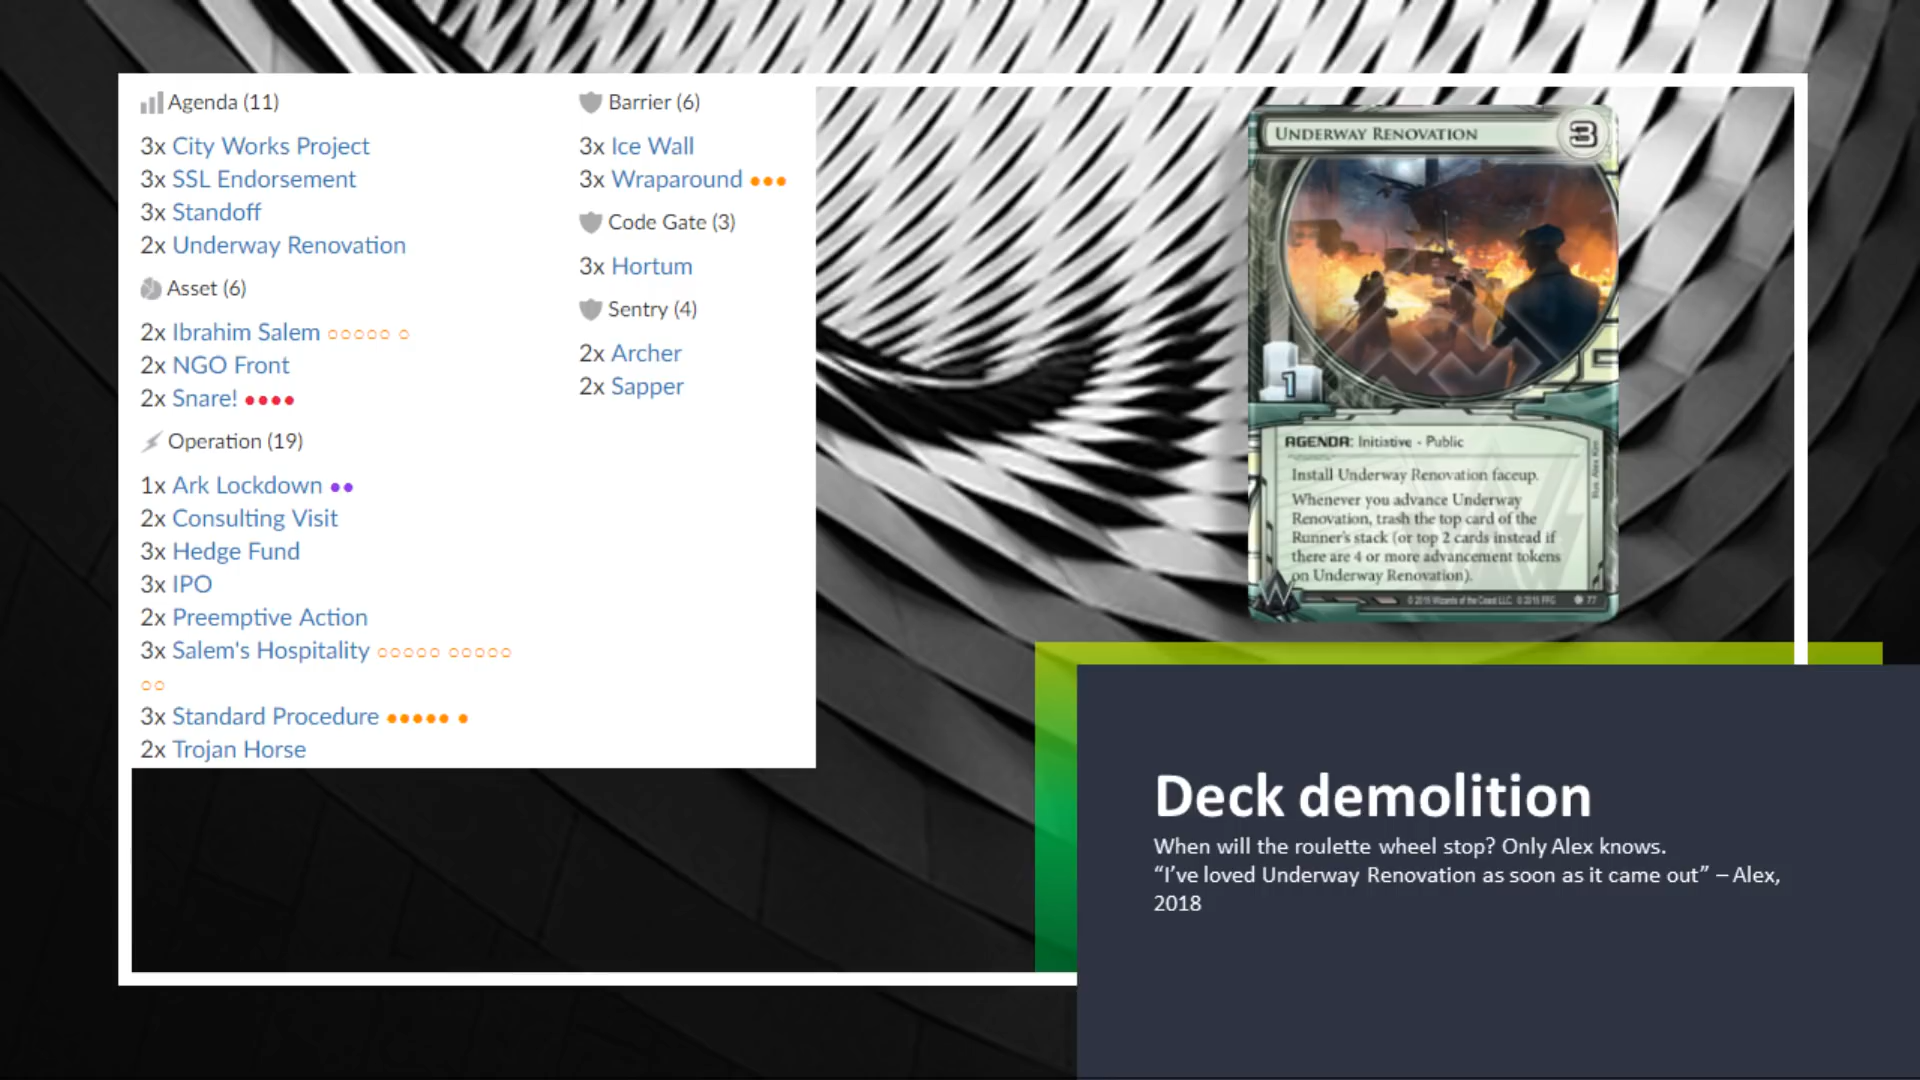 Agenda (11)
3x City Works Project
3x SSL Endorsement
3x Standoff
2x Underway Renovation
Asset (6)
2x Ibrahim Salem
2x NGO Front
2x Snare!
Operation (19)
1x Ark Lockdown
2x Consulting Visit
3x Hedge Fund
3x IPO
2x Preemptive Action
3x Salem's Hospitality
3x Standard Procedure
2x Trojan Horse
Barrier (6)
3x Ice Wall
3x Wraparound
Code Gate (3)
3x Hortum
Sentry (4)
2x Archer
2x Sapper
Underway Renovation
3
1
AGENDA: Initiative - Public
Install Underway Renovation faceup.
Whenever you advance Underway
Renovation, trash the top card of the
Runner's stack (or top 2 cards instead if
there are 4 or more advancement tokens
on Underway Renovation).
Deck demolition
When will the roulette wheel stop? Only Alex knows.
“I’ve loved Underway Renovation as soon as it came out” – Alex,
2018